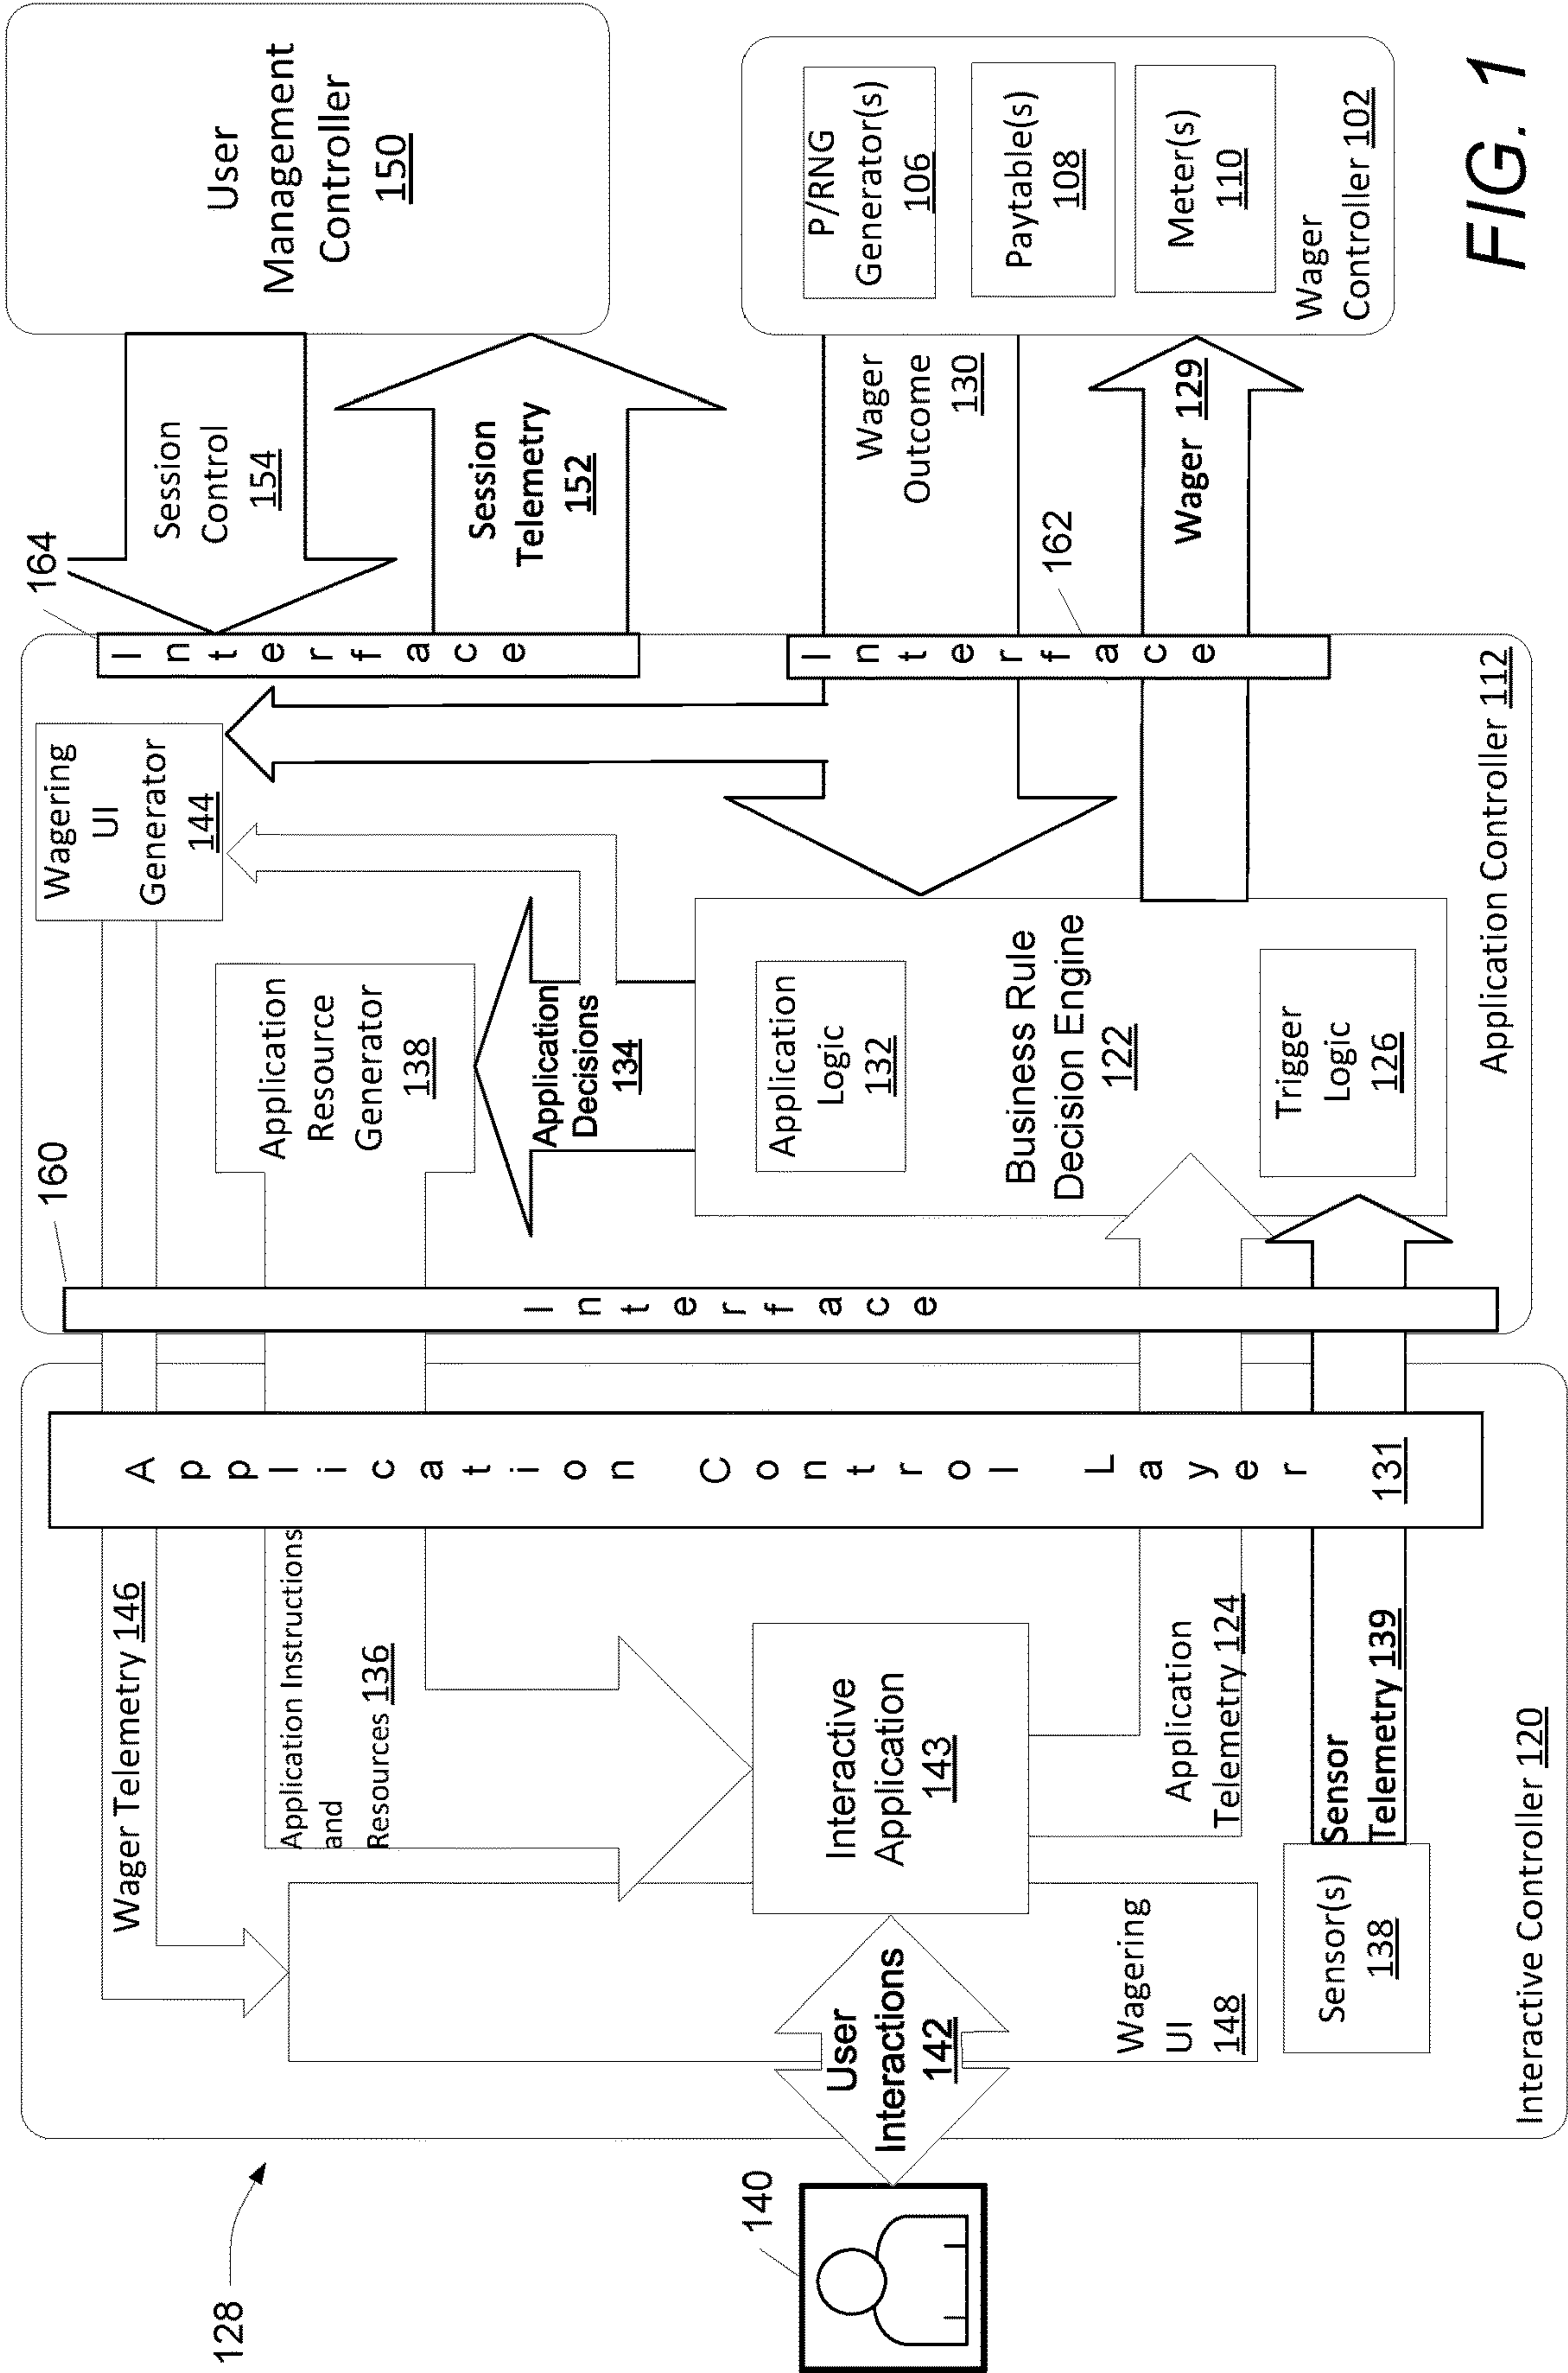 128
140
User
Interactions 142
Interactive Controller 120
Wager Telemetry 146
Application Instructions
and
Resources 136
Interactive
Application
143
Wagering
UI
148
Application
Telemetry 124
Sensor(s)
138
Sensor
Telemetry 139
Application Control Layer 131
160
Interface
Application Controller 112
Wagering
UI
Generator
144
Application
Resource
Generator
138
Application
Decisions
134
Application
Logic
132
Business Rule
Decision Engine
122
Trigger
Logic
126
164
Interface
162
Interface
Session
Control
154
Session
Telemetry
152
User
Management
Controller
150
Wager
Outcome
130
Wager 129
P/RNG
Generator(s)
106
Paytable(s)
108
Meter(s)
110
Wager
Controller 102
FIG. 1